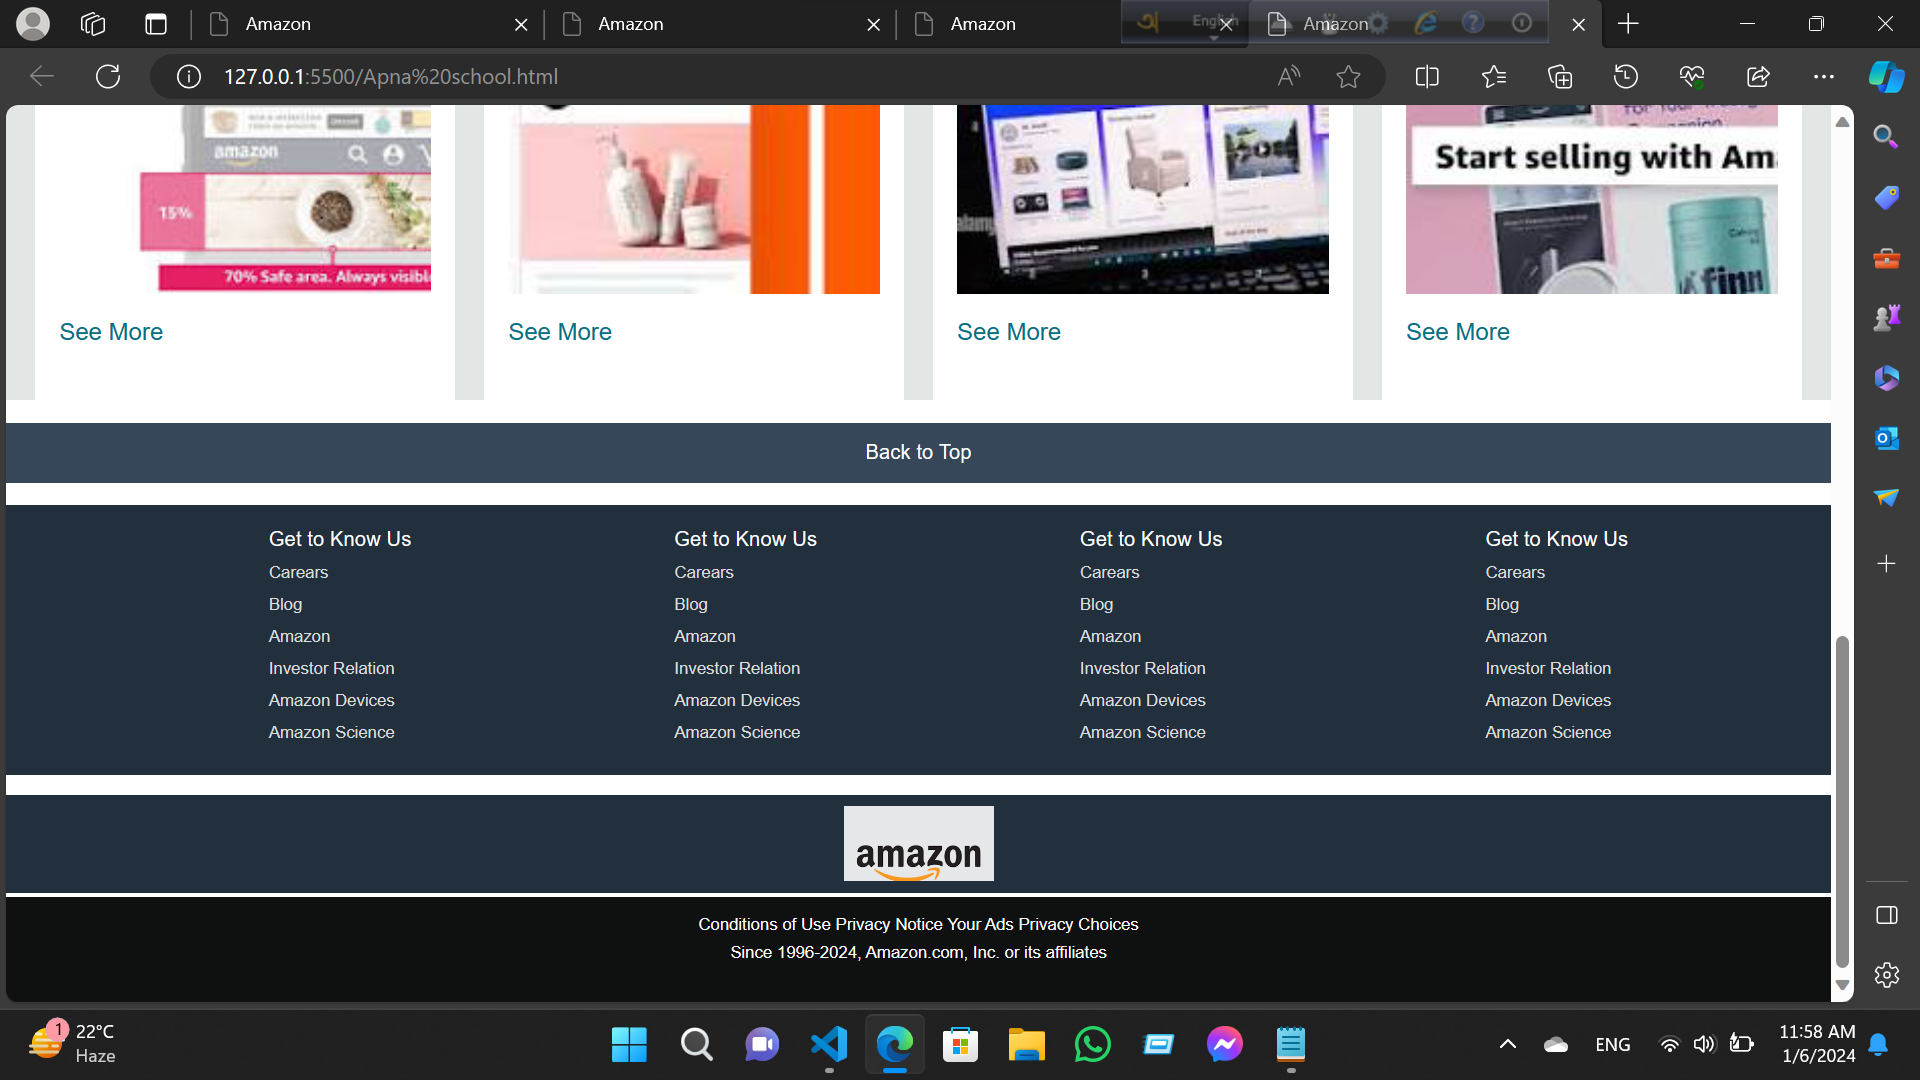 Amazon
Amazon
Amazon
English
Amazon
127.0.0.1:5500/Apna%20school.html
amazon
15%
70% Safe area. Always visibl
Start selling with Am
finn
See More
See More
See More
See More
Back to Top
Get to Know Us
Carears
Blog
Amazon
Investor Relation
Amazon Devices
Amazon Science
Get to Know Us
Carears
Blog
Amazon
Investor Relation
Amazon Devices
Amazon Science
Get to Know Us
Carears
Blog
Amazon
Investor Relation
Amazon Devices
Amazon Science
Get to Know Us
Carears
Blog
Amazon
Investor Relation
Amazon Devices
Amazon Science
amazon
Conditions of Use Privacy Notice Your Ads Privacy Choices
Since 1996-2024, Amazon.com, Inc. or its affiliates
1
22°C
Haze
ENG
11:58 AM
1/6/2024